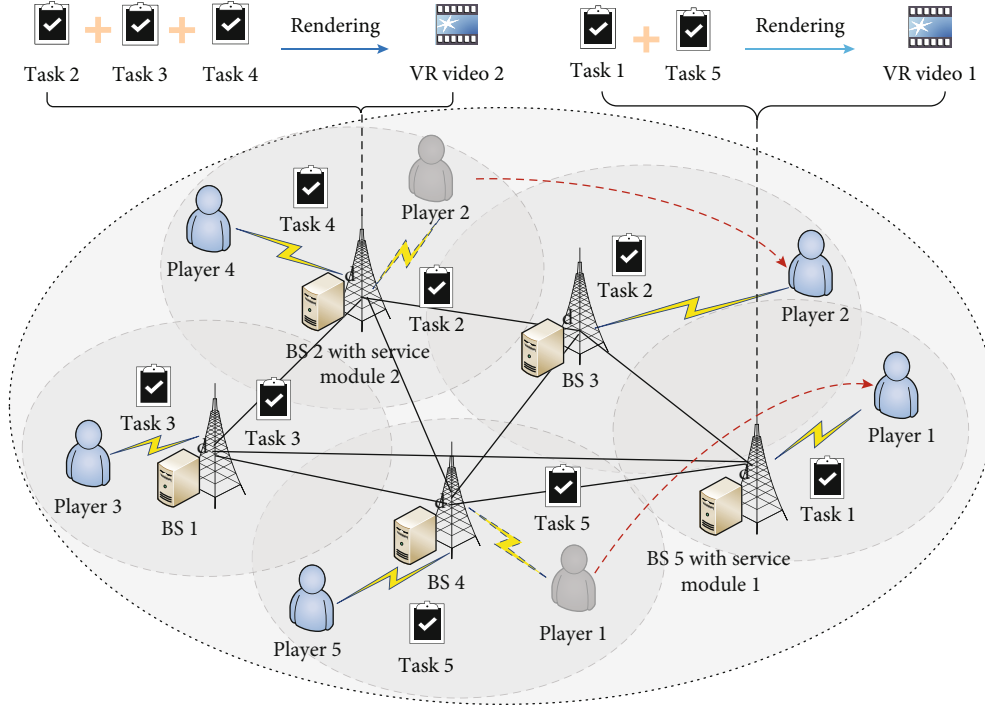 Rendering
Rendering
Task 2
Task 3
Task 4
VR video 2
Task 1
Task 5
VR video 1
Player 2
Task 4
Player 4
Task 2
Task 2
Player 2
BS 2 with service
module 2
BS 3
Task 3
Task 3
Player 1
Player 3
BS 1
Task 5
Task 1
BS 4
BS 5 with service
module 1
Player 5
Player 1
Task 5